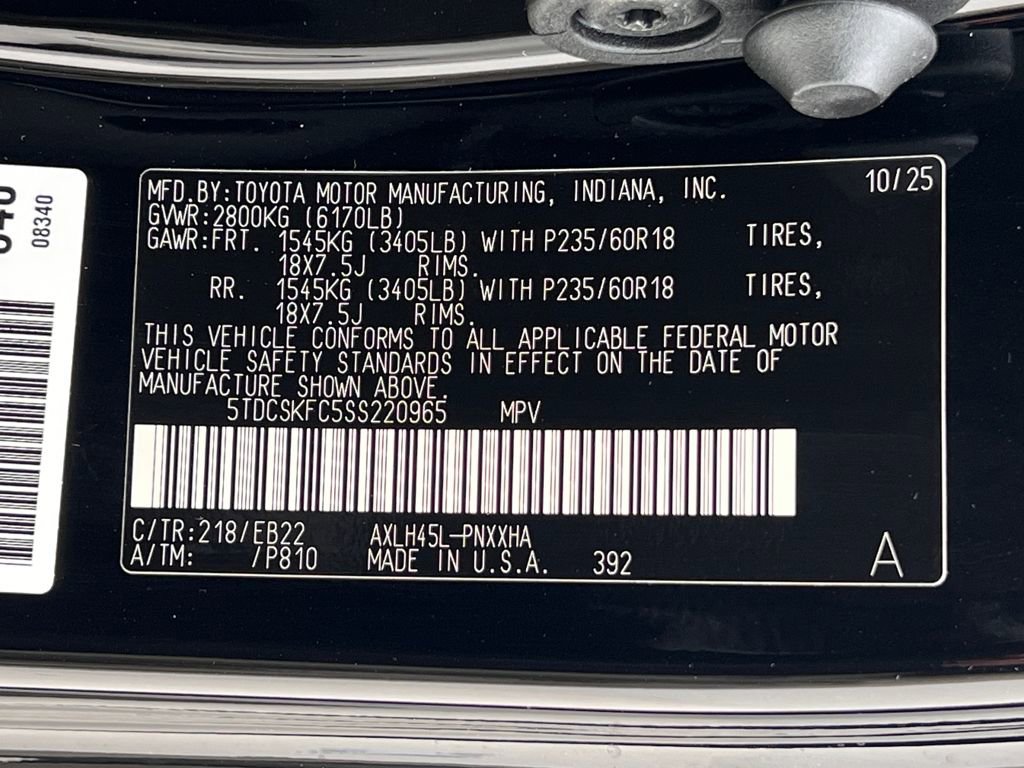 MFD.BY:TOYOTA MOTOR MANUFACTURING, INDIANA, INC. 10/25
GVWR:2800KG (6170LB)
GAWR:FRT. 1545KG (3405LB) WITH P235/60R18 TIRES,
18X7.5J RIMS.
RR. 1545KG (3405LB) WITH P235/60R18 TIRES,
18X7.5J RIMS.
THIS VEHICLE CONFORMS TO ALL APPLICABLE FEDERAL MOTOR
VEHICLE SAFETY STANDARDS IN EFFECT ON THE DATE OF
MANUFACTURE SHOWN ABOVE.
5TDCSKFC5SS220965 MPV
C/TR:218/EB22 AXLH45L-PNXXHA
A/TM: /P810 MADE IN U.S.A. 392 A
08340